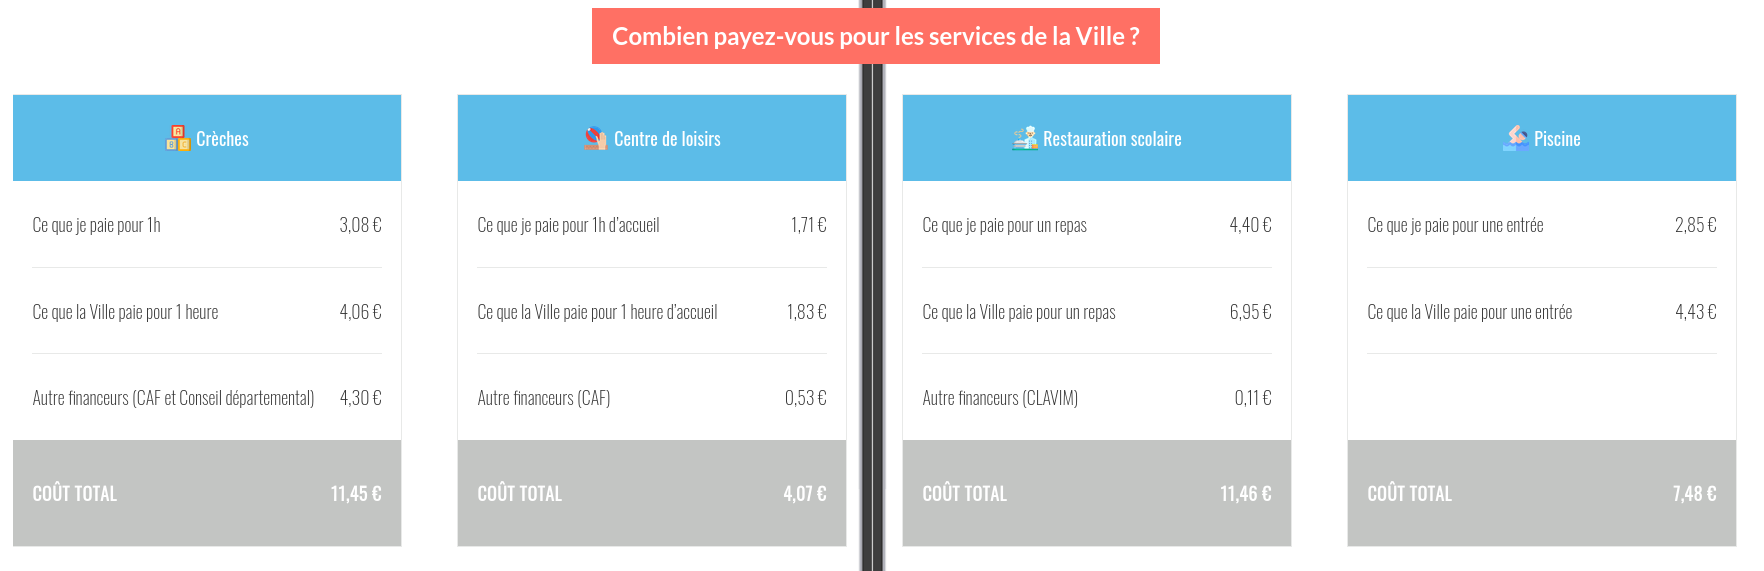 Combien payez-vous pour les services de la Ville ?
Crèches
Ce que je paie pour 1h 3,08 €
Ce que la Ville paie pour 1 heure 4,06 €
Autre financeurs (CAF et Conseil départemental) 4,30 €
COÛT TOTAL 11,45 €
Centre de loisirs
Ce que je paie pour 1h d'accueil 1,71 €
Ce que la Ville paie pour 1 heure d'accueil 1,83 €
Autre financeurs (CAF) 0,53 €
COÛT TOTAL 4,07 €
Restauration scolaire
Ce que je paie pour un repas 4,40 €
Ce que la Ville paie pour un repas 6,95 €
Autre financeurs (CLAVIM) 0,11 €
COÛT TOTAL 11,46 €
Piscine
Ce que je paie pour une entrée 2,85 €
Ce que la Ville paie pour une entrée 4,43 €
COÛT TOTAL 7,48 €